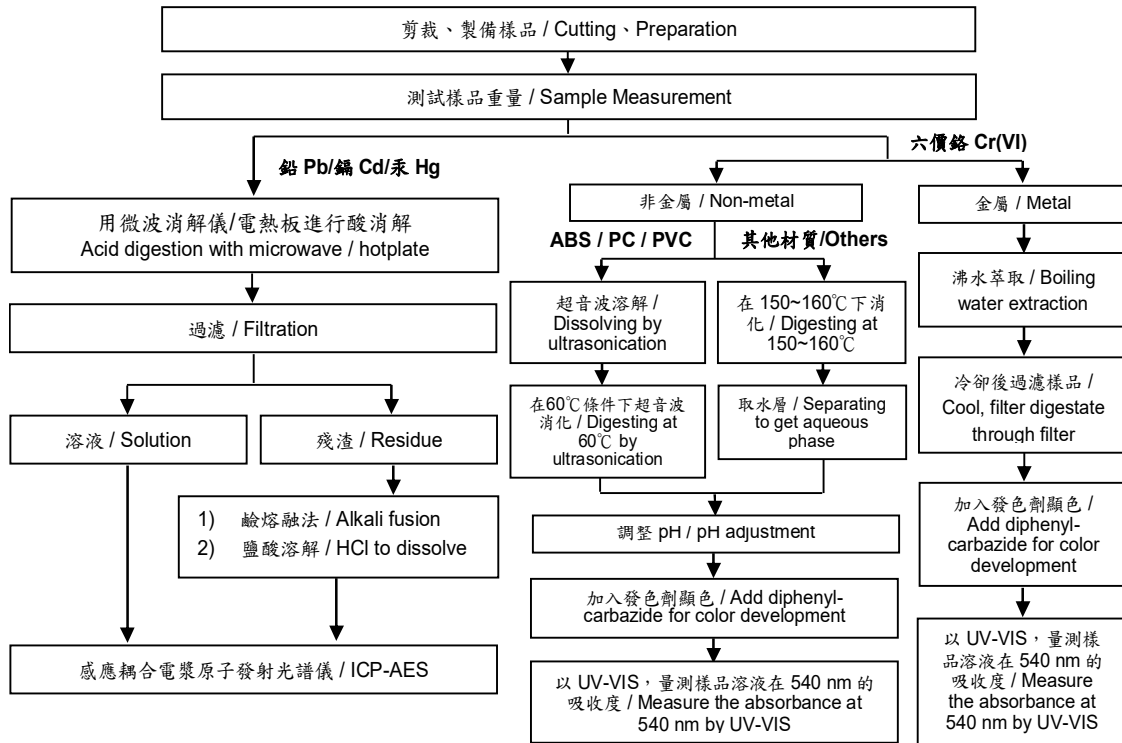 剪裁、製備樣品 / Cutting、Preparation
測試樣品重量 / Sample Measurement
鉛 Pb/鎘 Cd/汞 Hg
六價鉻 Cr(VI)
用微波消解儀/電熱板進行酸消解
Acid digestion with microwave / hotplate
過濾 / Filtration
溶液 / Solution
殘渣 / Residue
1) 鹼熔融法 / Alkali fusion
2) 鹽酸溶解 / HCl to dissolve
感應耦合電漿原子發射光譜儀 / ICP-AES
非金屬 / Non-metal
ABS / PC / PVC
其他材質/Others
超音波溶解 /
Dissolving by
ultrasonication
在 150~160℃下消
化 / Digesting at
150~160℃
在60℃條件下超音波
消化 / Digesting at
60℃ by
ultrasonication
取水層 / Separating
to get aqueous
phase
調整 pH / pH adjustment
加入發色劑顯色 / Add diphenyl-
carbazide for color development
以 UV-VIS，量測樣品溶液在 540 nm 的
吸收度 / Measure the absorbance at
540 nm by UV-VIS
金屬 / Metal
沸水萃取 / Boiling
water extraction
冷卻後過濾樣品 /
Cool, filter digestate
through filter
加入發色劑顯色 /
Add diphenyl-
carbazide for color
development
以 UV-VIS，量測樣
品溶液在 540 nm 的
吸收度 / Measure
the absorbance at
540 nm by UV-VIS